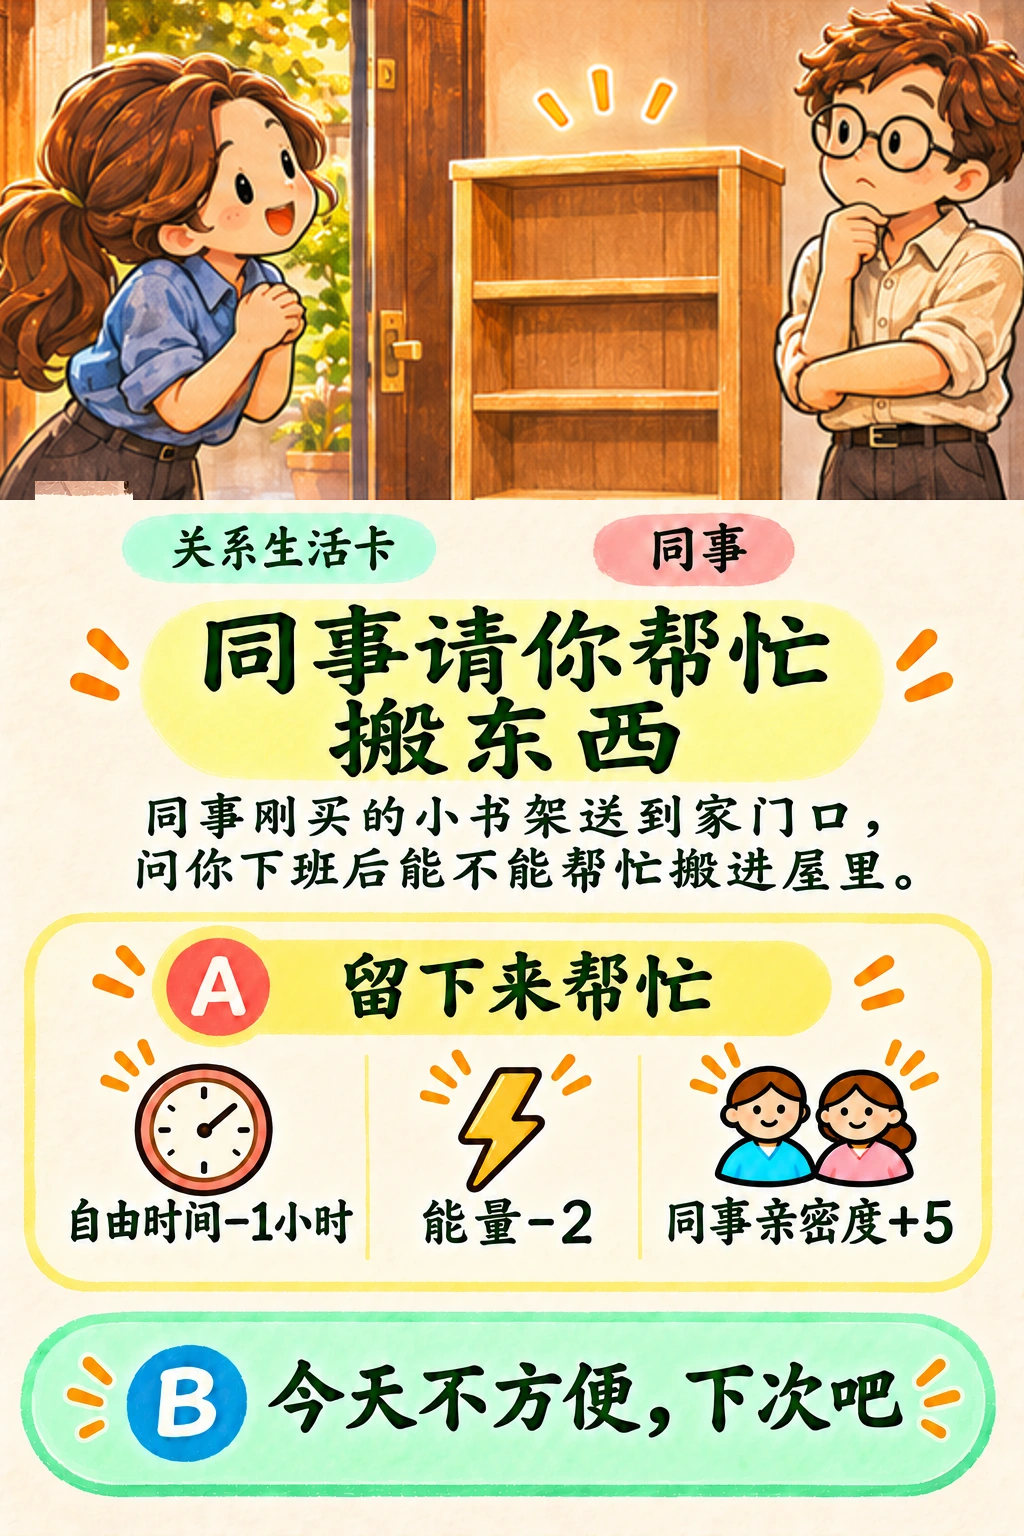 关系生活卡
同事
同事请你帮忙
搬东西
同事刚买的小书架送到家门口，
问你下班后能不能帮忙搬进屋里。
A
留下来帮忙
自由时间-1小时
能量-2
同事亲密度+5
B
今天不方便，下次吧